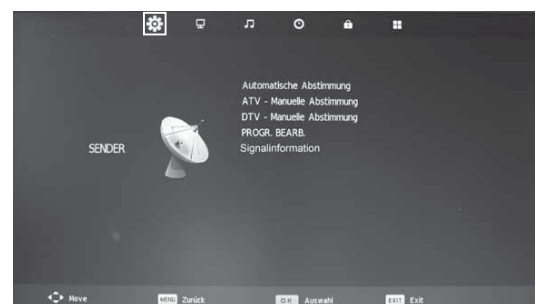 Automatische Abstimmung
ATV - Manuelle Abstimmung
DTV - Manuelle Abstimmung
PROGR. BEARB.
SENDER
Signalinformation
Move
MENU Zurück
OK Auswahl
EXIT Exit